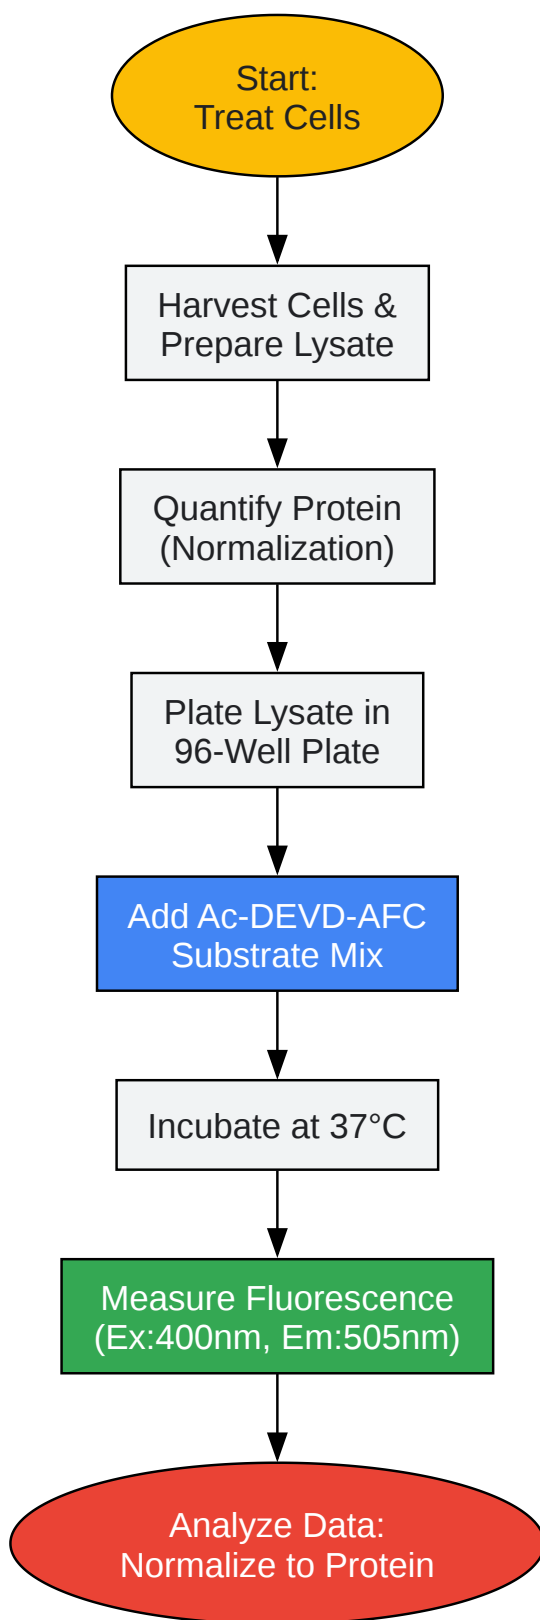 Start:
Treat Cells
Harvest Cells &
Prepare Lysate
Quantify Protein
(Normalization)
Plate Lysate in
96-Well Plate
Add Ac-DEVD-AFC
Substrate Mix
Incubate at 37°C
Measure Fluorescence
(Ex:400nm, Em:505nm)
Analyze Data:
Normalize to Protein